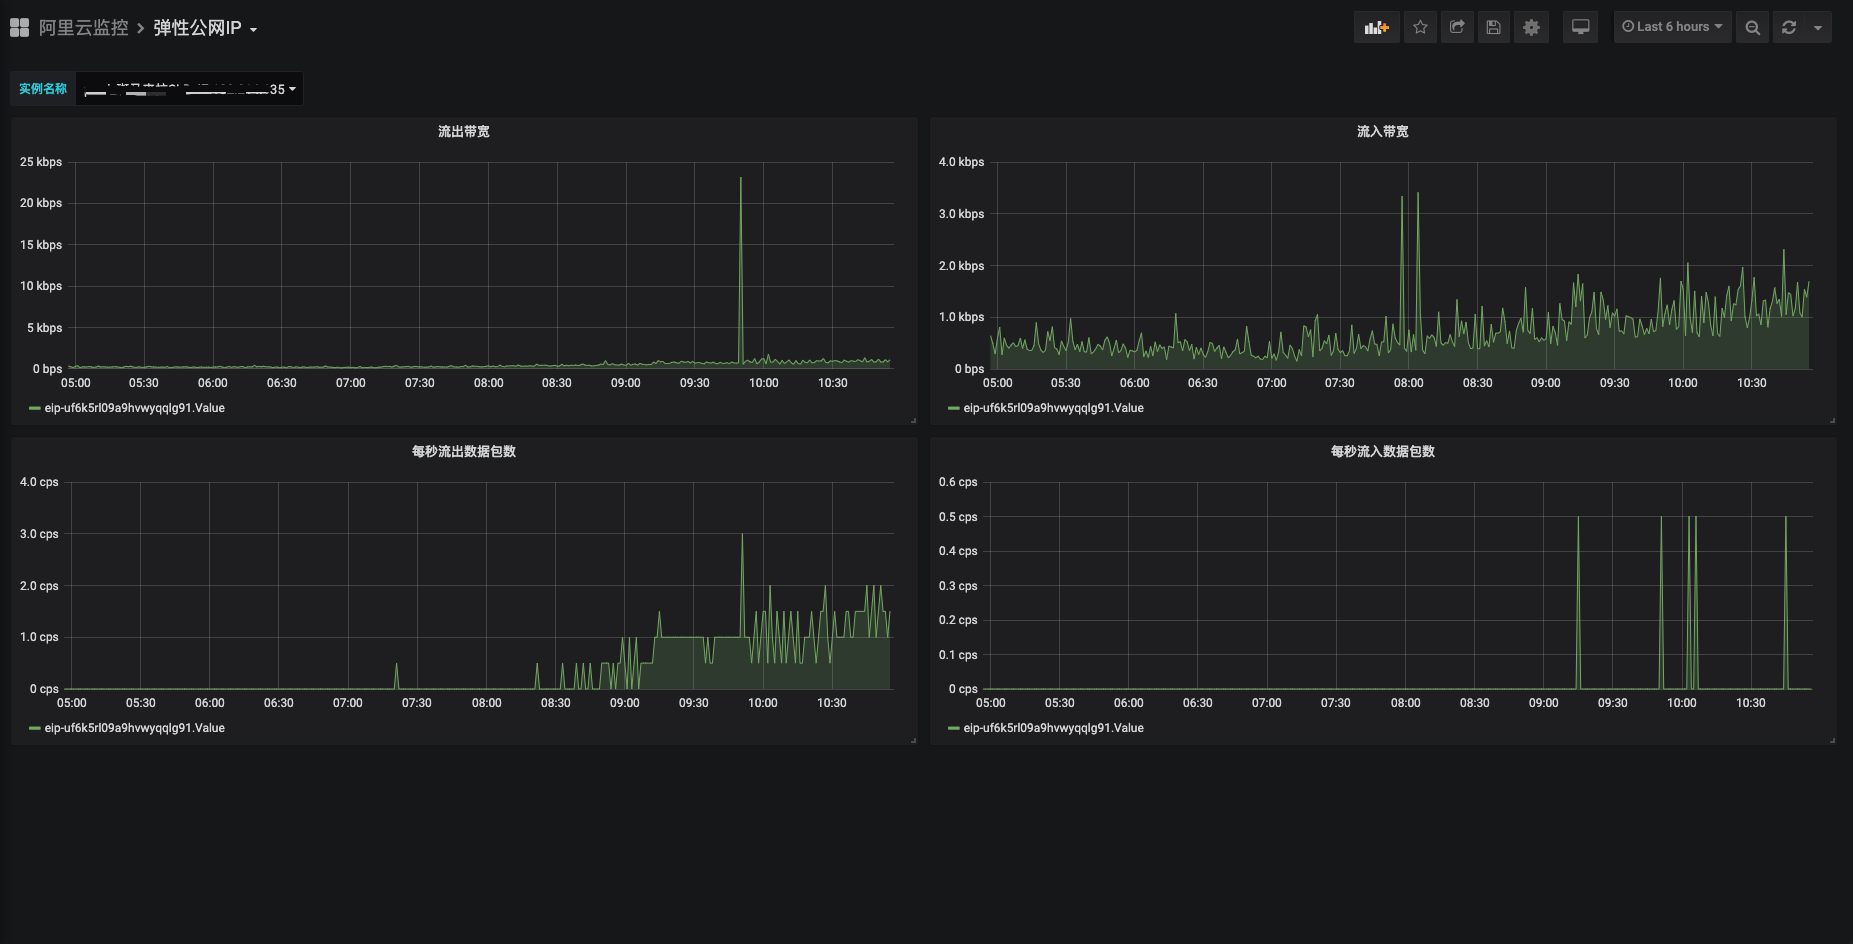 阿里云监控 > 弹性公网IP
Last 6 hours
实例名称
35
流出带宽
25 kbps
20 kbps
15 kbps
10 kbps
5 kbps
0 bps
05:00 05:30 06:00 06:30 07:00 07:30 08:00 08:30 09:00 09:30 10:00 10:30
eip-uf6k5rl09a9hvwyqqlg91.Value
流入带宽
4.0 kbps
3.0 kbps
2.0 kbps
1.0 kbps
0 bps
05:00 05:30 06:00 06:30 07:00 07:30 08:00 08:30 09:00 09:30 10:00 10:30
eip-uf6k5rl09a9hvwyqqlg91.Value
每秒流出数据包数
4.0 cps
3.0 cps
2.0 cps
1.0 cps
0 cps
05:00 05:30 06:00 06:30 07:00 07:30 08:00 08:30 09:00 09:30 10:00 10:30
eip-uf6k5rl09a9hvwyqqlg91.Value
每秒流入数据包数
0.6 cps
0.5 cps
0.4 cps
0.3 cps
0.2 cps
0.1 cps
0 cps
05:00 05:30 06:00 06:30 07:00 07:30 08:00 08:30 09:00 09:30 10:00 10:30
eip-uf6k5rl09a9hvwyqqlg91.Value